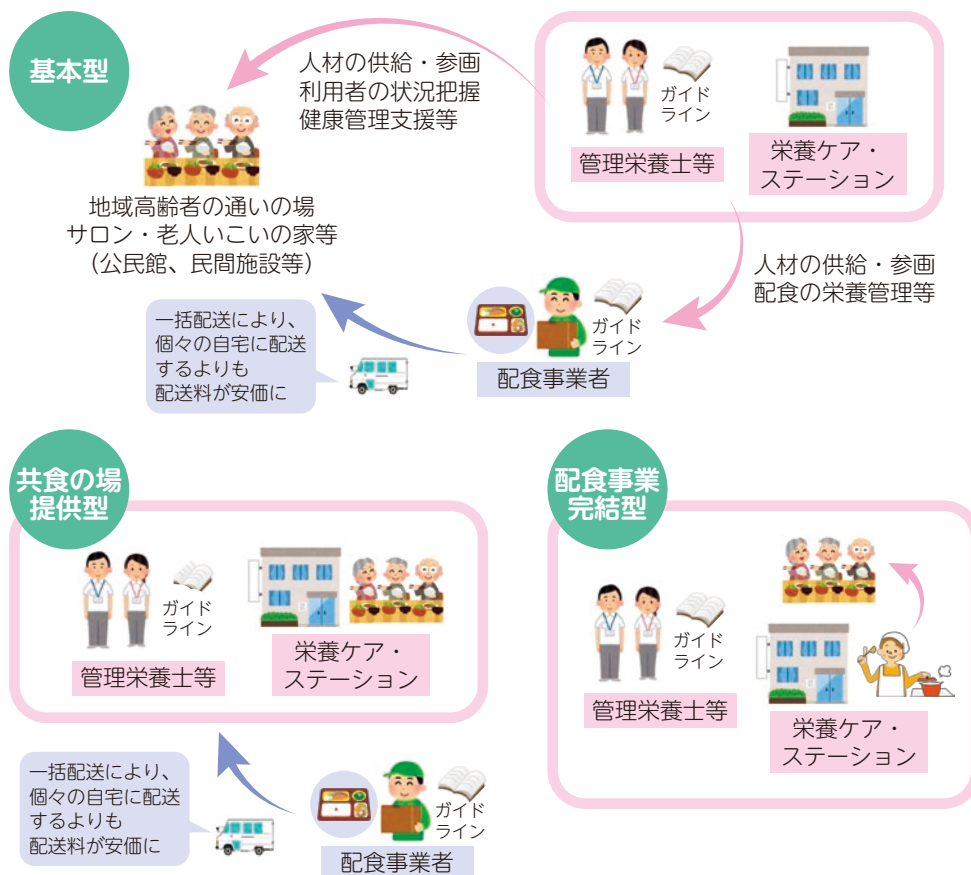 基本型
人材の供給・参画
利用者の状況把握
健康管理支援等
ガイド
ライン
管理栄養士等
栄養ケア・
ステーション
地域高齢者の通いの場
サロン・老人いこいの家等
（公民館、民間施設等）
人材の供給・参画
配食の栄養管理等
一括配送により、
個々の自宅に配送
するよりも
配送料が安価に
ガイド
ライン
配食事業者
共食の場
提供型
ガイド
ライン
管理栄養士等
栄養ケア・
ステーション
一括配送により、
個々の自宅に配送
するよりも
配送料が安価に
ガイド
ライン
配食事業者
配食事業
完結型
ガイド
ライン
管理栄養士等
栄養ケア・
ステーション